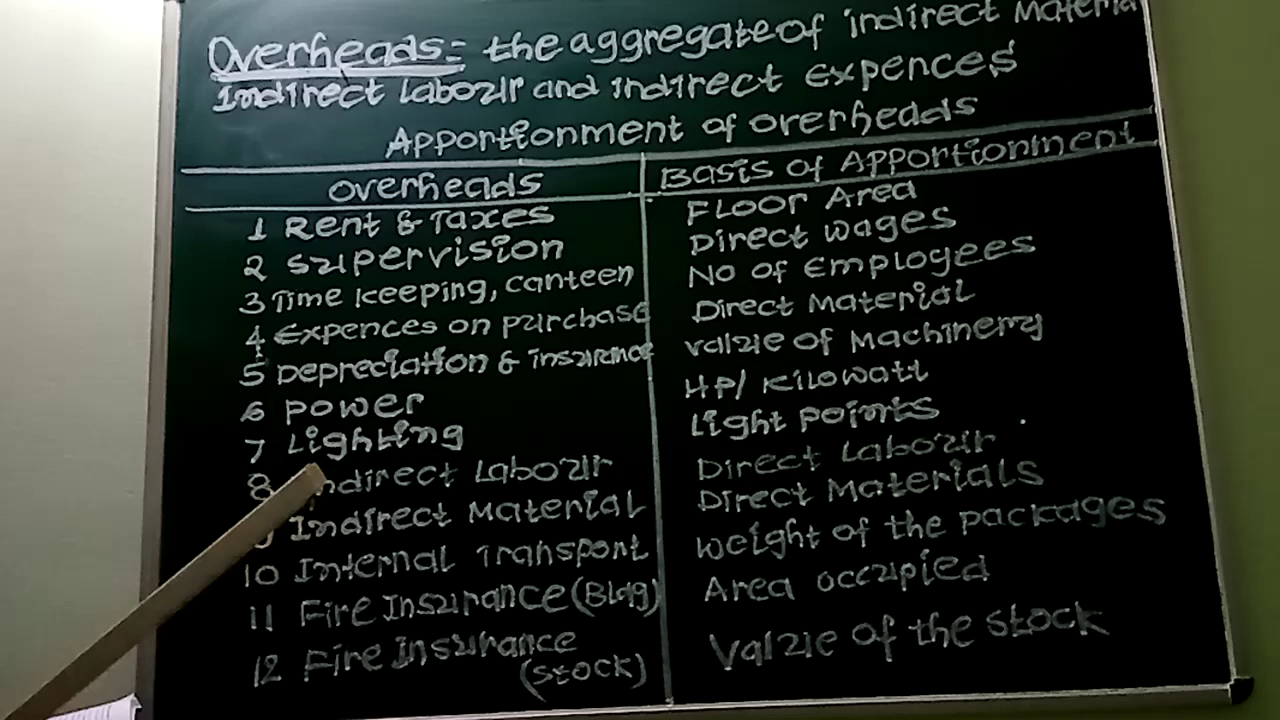 Overheads:- the aggregate of indirect Materia
Indirect Labour and indirect Expences
Apportionment of overheads
overheads Basis of Apportionment
1 Rent & Taxes Floor Area
2 Supervision Direct wages
3 Time keeping, canteen No of Employees
4 Expences on purchase Direct Material
5 Depreciation & insurance value of Machinery
6 power HP/ Kilowatt
7 Lighting Light points
8 Indirect Labour Direct Labour
9 Indirect Material Direct Materials
10 Internal Transport weight of the packages
11 Fire Insurance (Bldg) Area occupied
12 Fire insurance Value of the stock
(stock)